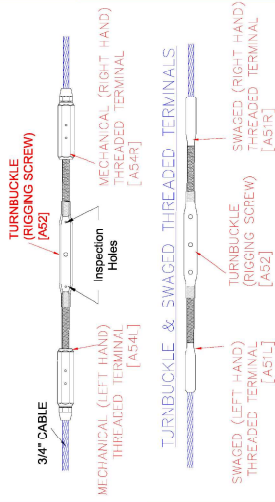 3/4" CABLE
MECHANICAL (LEFT HAND)
THREADED TERMINAL
[A54L]
TURNBUCKLE
(RIGGING SCREW)
[A52]
Inspection
Holes
MECHANICAL (RIGHT HAND)
THREADED TERMINAL
[A54R]
TURNBUCKLE & SWAGED THREADED TERMINALS
SWAGED (LEFT HAND)
THREADED TERMINAL
[A51L]
TURNBUCKLE
(RIGGING SCREW)
[A52]
SWAGED (RIGHT HAND)
THREADED TERMINAL
[A51R]